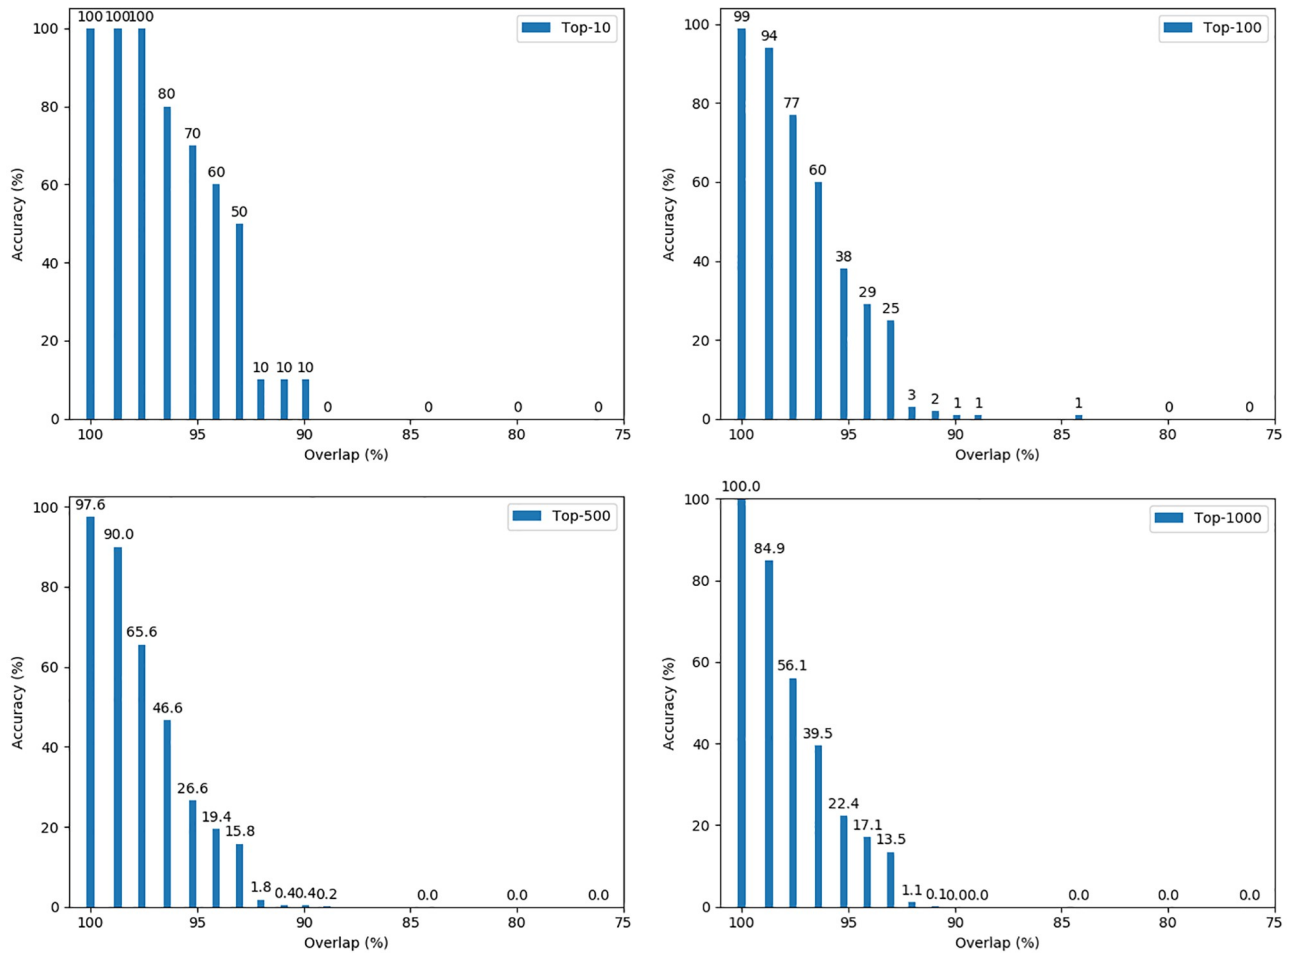 100 100 100
Top-10
100
80
80
70
60
60
50
40
20
10 10 10
0 0 0 0
0
100 95 90 85 80 75
Accuracy (%)
Overlap (%)
99
Top-100
100
94
80
77
60
60
40
38
29
25
20
3 2 1 1 1 0 0
0
100 95 90 85 80 75
Accuracy (%)
Overlap (%)
97.6
Top-500
100
90.0
80
65.6
60
46.6
40
26.6
20
19.4
15.8
1.8 0.4 0.4 0.2 0.0 0.0 0.0
0
100 95 90 85 80 75
Accuracy (%)
Overlap (%)
100.0
Top-1000
100
84.9
80
60
56.1
40
39.5
22.4
20
17.1
13.5
1.1 0.1 0.0 0.0 0.0 0.0 0.0
0
100 95 90 85 80 75
Accuracy (%)
Overlap (%)